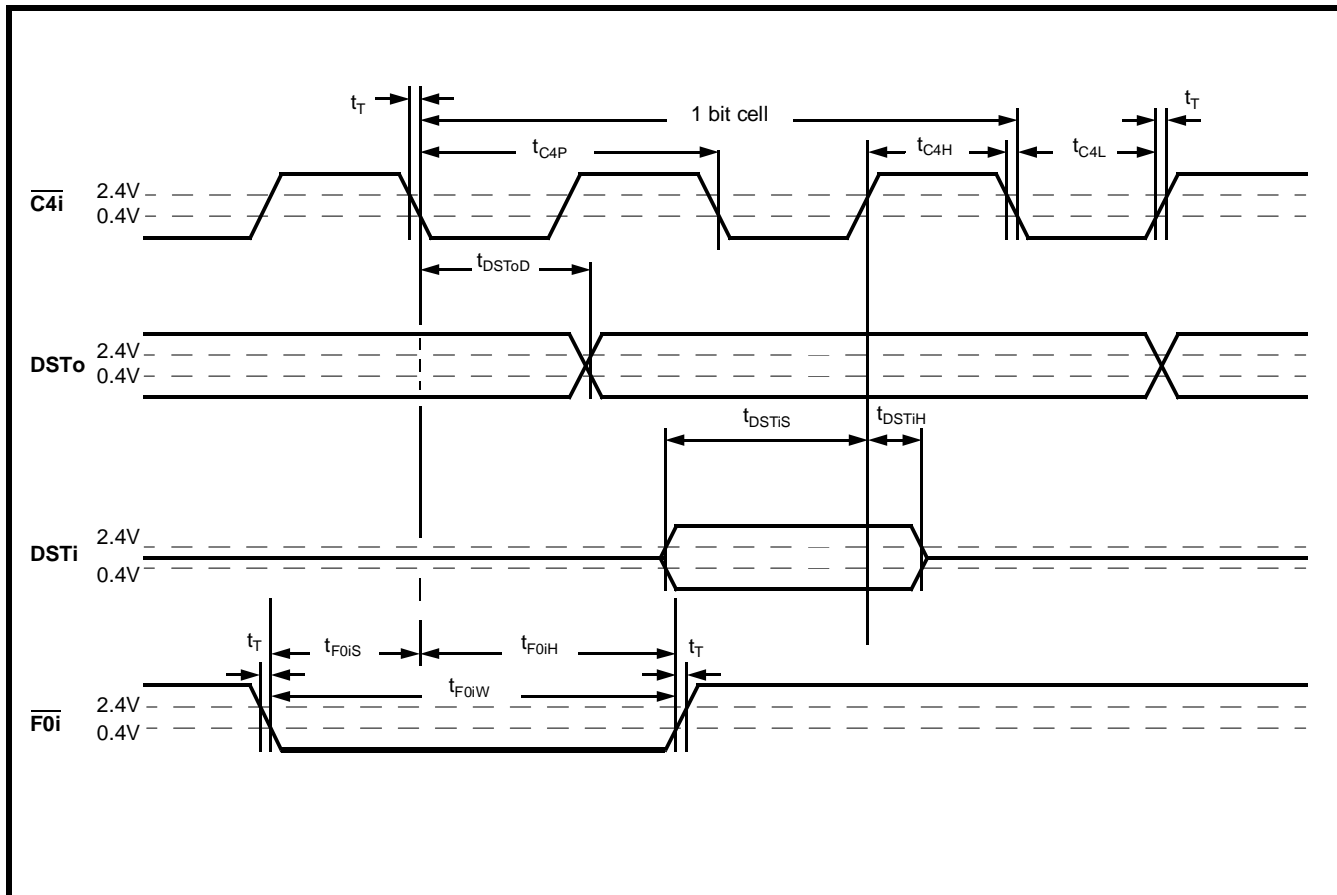 tT
1 bit cell
tT
tC4P
tC4H
tC4L
C4i
2.4V
0.4V
tDSToD
DSTo
2.4V
0.4V
tDSTiS
tDSTiH
DSTi
2.4V
0.4V
tT
tF0iS
tF0iH
tT
tF0iW
F0i
2.4V
0.4V